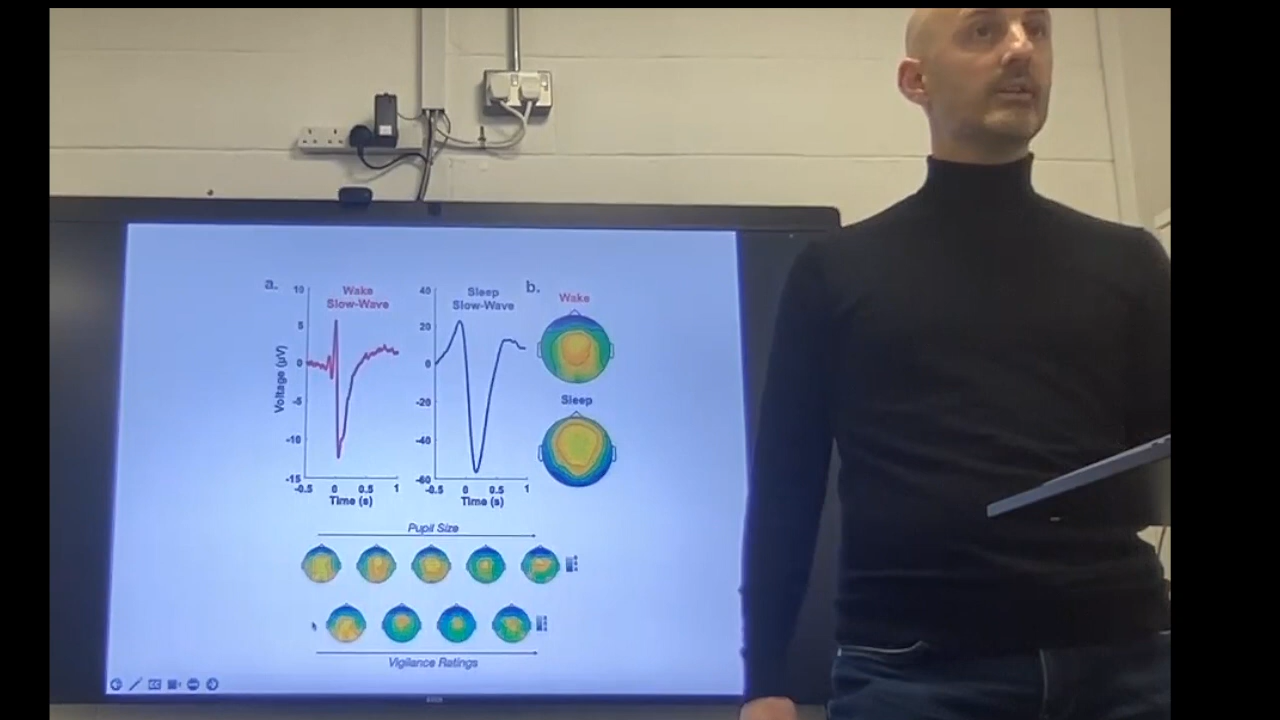 a.
Wake
Slow-Wave
10
5
0
-5
-10
-15
Voltage (µV)
-0.5 0 0.5 1
Time (s)
Sleep
Slow-Wave
40
20
0
-20
-40
-60
-0.5 0 0.5 1
Time (s)
b.
Wake
Sleep
Pupil Size
Vigilance Ratings